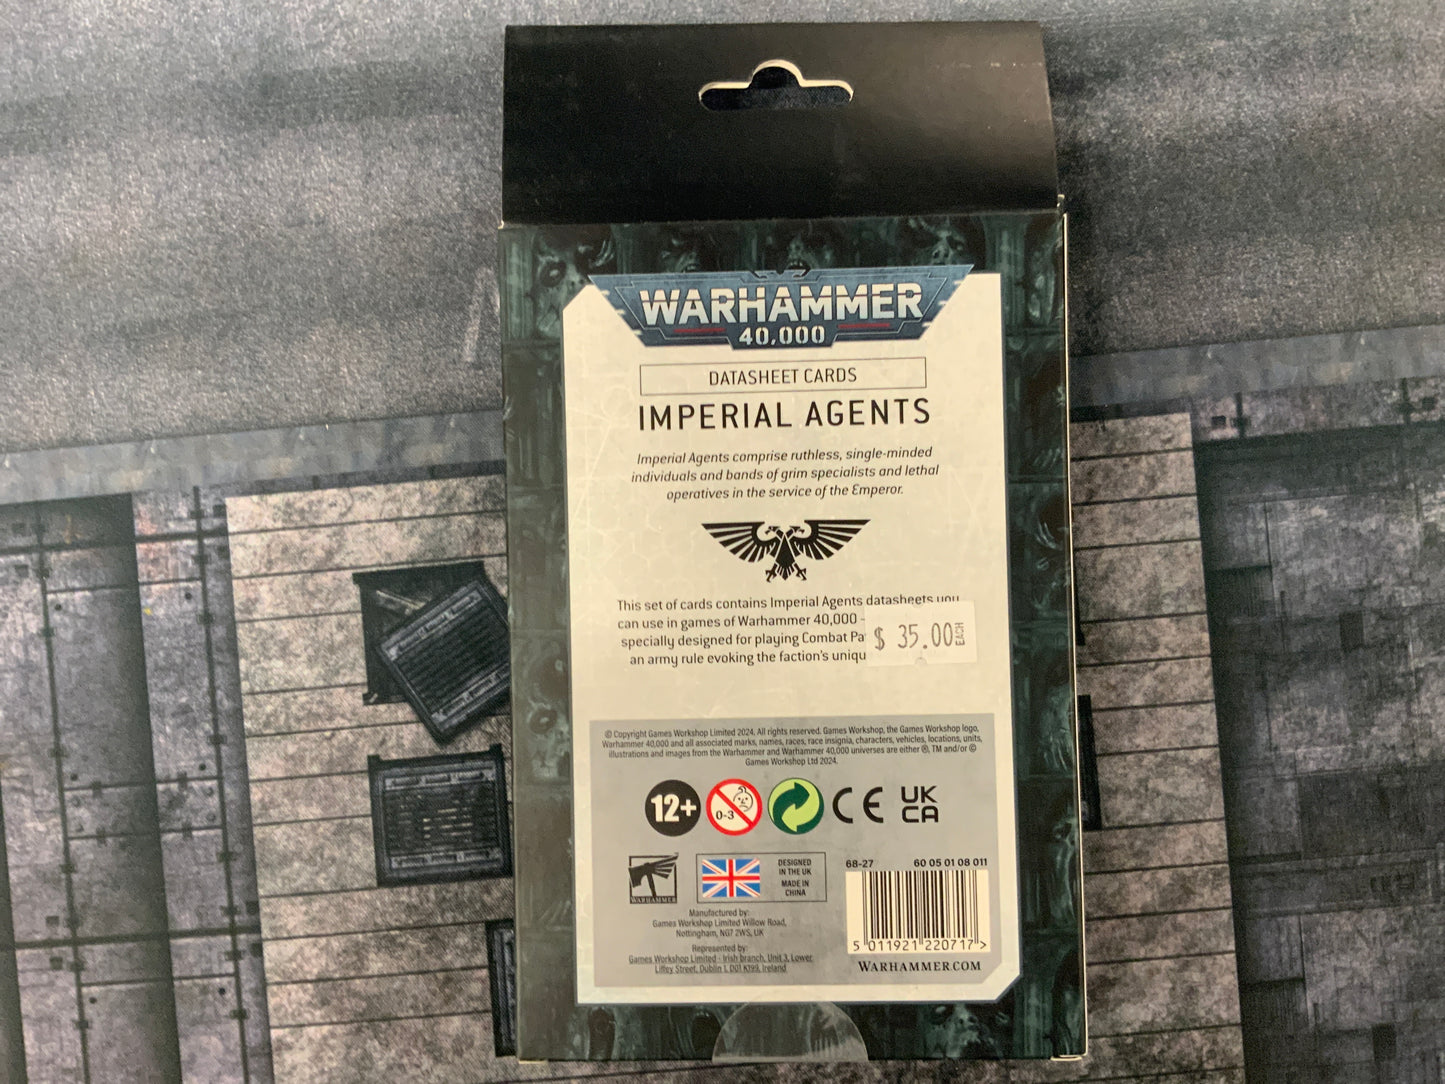 WARHAMMER
40,000
DATASHEET CARDS
IMPERIAL AGENTS
Imperial Agents comprise ruthless, single-minded
individuals and bands of grim specialists and lethal
operatives in the service of the Emperor.
This set of cards contains Imperial Agents datasheets you
can use in games of Warhammer 40,000 -
specially designed for playing Combat Pa
an army rule evoking the faction's uniqu
$ 35.00 EACH
© Copyright Games Workshop Limited 2024. All rights reserved. Games Workshop, the Games Workshop logo,
Warhammer 40,000 and all associated marks, names, races, race insignia, characters, vehicles, locations, units,
illustrations and images from the Warhammer and Warhammer 40,000 universes are either ®, TM and/or ©
Games Workshop Ltd 2024.
12+
0-3
CE
UK
CA
WARHAMMER
DESIGNED
IN THE UK
MADE IN
CHINA
68-27 60 05 01 08 011
Manufactured by:
Games Workshop Limited Willow Road,
Nottingham, NG7 2WS, UK
Represented by:
Games Workshop Limited - Irish branch, Unit 3, Lower
Liffey Street, Dublin 1, D01 K199, Ireland
5 011921 220717 >
WARHAMMER.COM